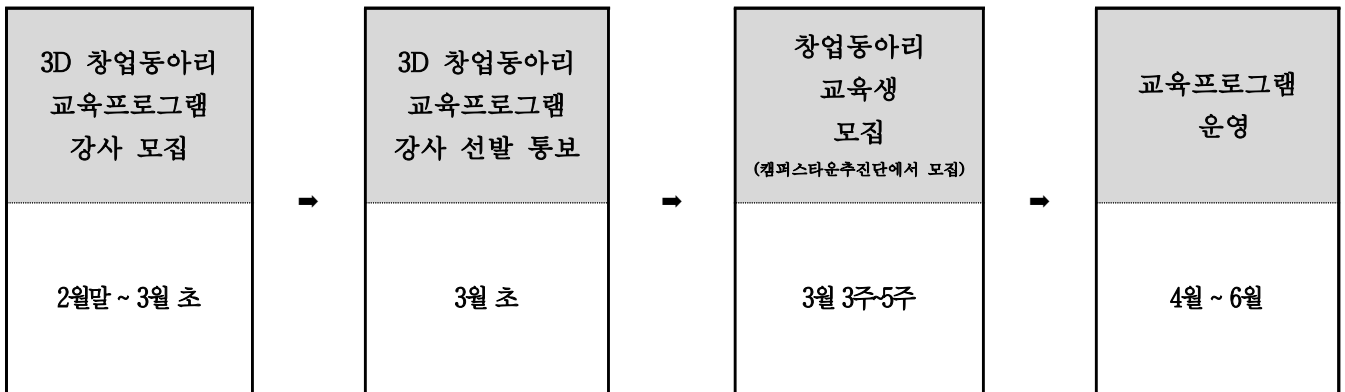 3D 창업동아리
교육프로그램
강사 모집
2월말 ~ 3월 초
➡
3D 창업동아리
교육프로그램
강사 선발 통보
3월 초
➡
창업동아리
교육생
모집
(캠퍼스타운추진단에서 모집)
3월 3주~5주
➡
교육프로그램
운영
4월 ~ 6월